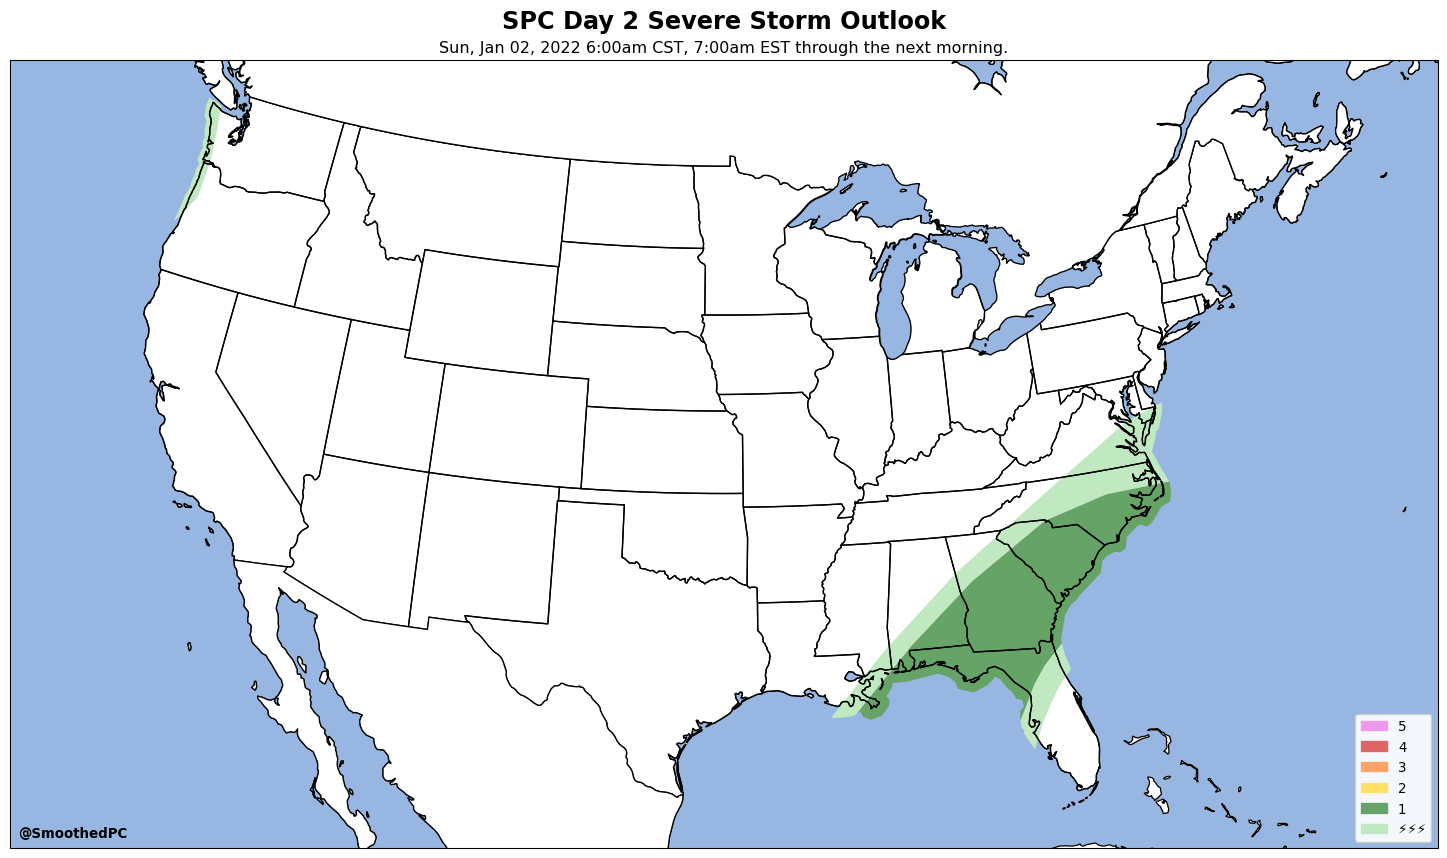 SPC Day 2 Severe Storm Outlook
Sun, Jan 02, 2022 6:00am CST, 7:00am EST through the next morning.
5
4
3
2
1
⚡⚡⚡
@SmoothedPC